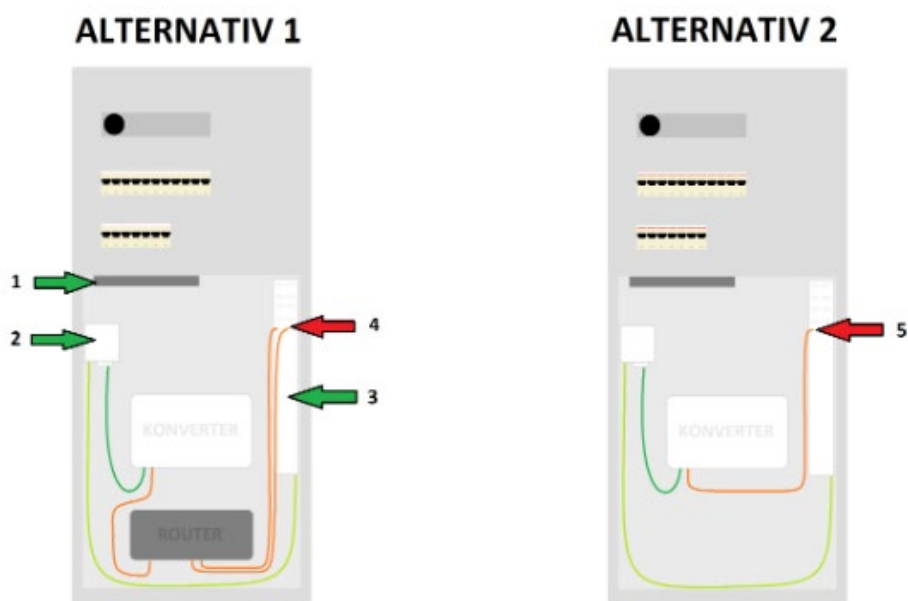 ALTERNATIV 1
ALTERNATIV 2
1
2
4
3
5
KONVERTER
KONVERTER
ROUTER